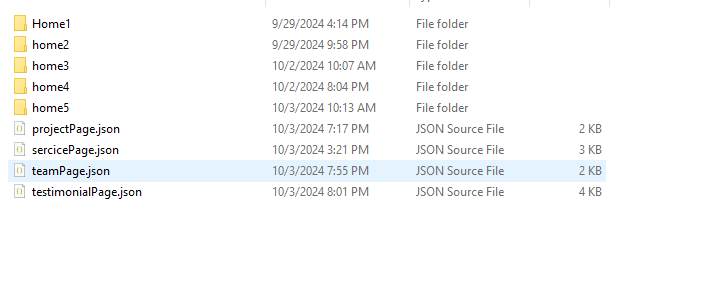 Home1 9/29/2024 4:14 PM File folder
home2 9/29/2024 9:58 PM File folder
home3 10/2/2024 10:07 AM File folder
home4 10/2/2024 8:04 PM File folder
home5 10/3/2024 10:13 AM File folder
projectPage.json 10/3/2024 7:17 PM JSON Source File 2 KB
sercicePage.json 10/3/2024 3:21 PM JSON Source File 3 KB
teamPage.json 10/3/2024 7:55 PM JSON Source File 2 KB
testimonialPage.json 10/3/2024 8:01 PM JSON Source File 4 KB